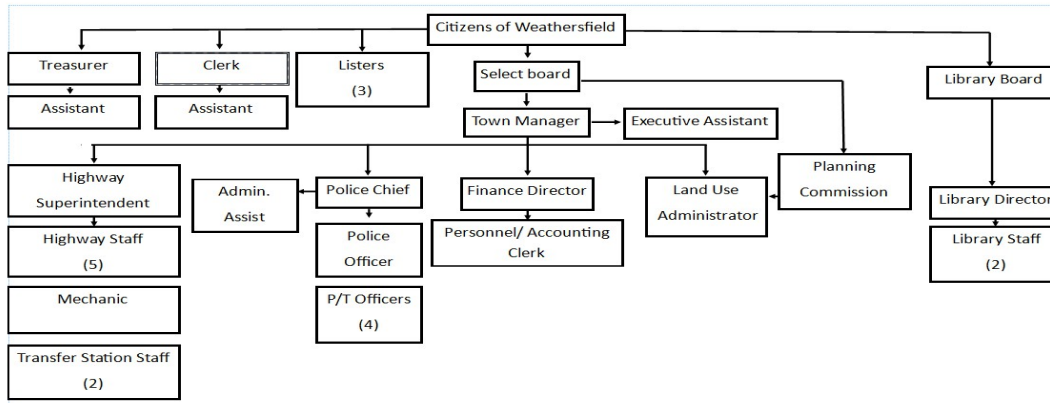 Citizens of Weathersfield
Treasurer
Clerk
Listers
(3)
Select board
Library Board
Assistant
Assistant
Town Manager
Executive Assistant
Highway
Superintendent
Admin.
Assist
Police Chief
Finance Director
Land Use
Administrator
Planning
Commission
Library Director
Highway Staff
(5)
Police
Officer
Personnel/ Accounting
Clerk
Library Staff
(2)
Mechanic
P/T Officers
(4)
Transfer Station Staff
(2)